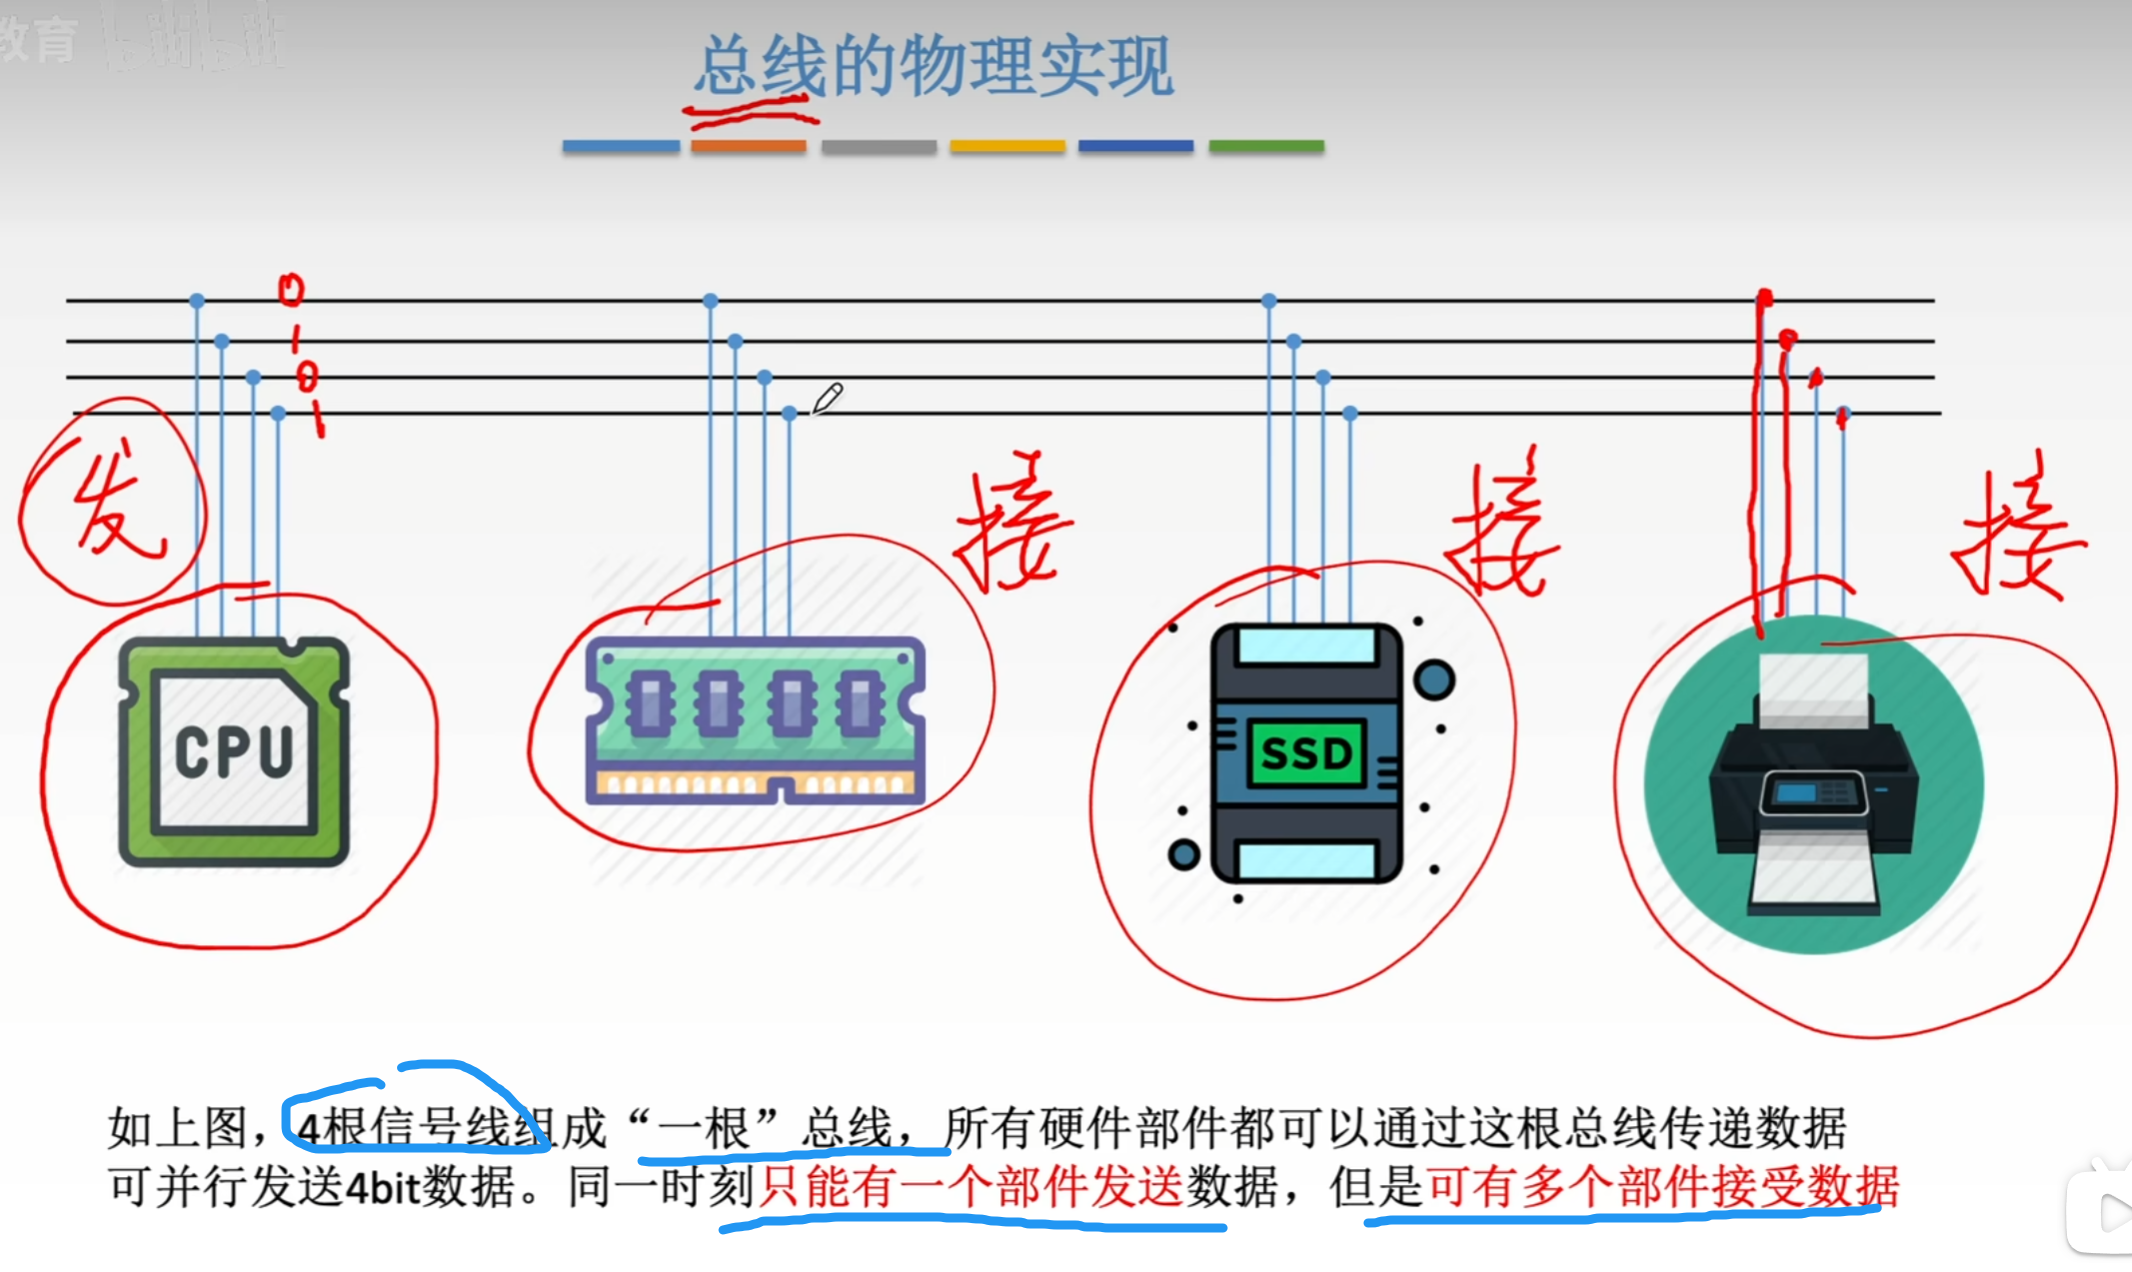 教育 bilibili
总线的物理实现
0
1
0
1
发
接 接 接
CPU
SSD
如上图，4根信号线组成“一根”总线，所有硬件部件都可以通过这根总线传递数据
可并行发送4bit数据。同一时刻只能有一个部件发送数据，但是可有多个部件接受数据